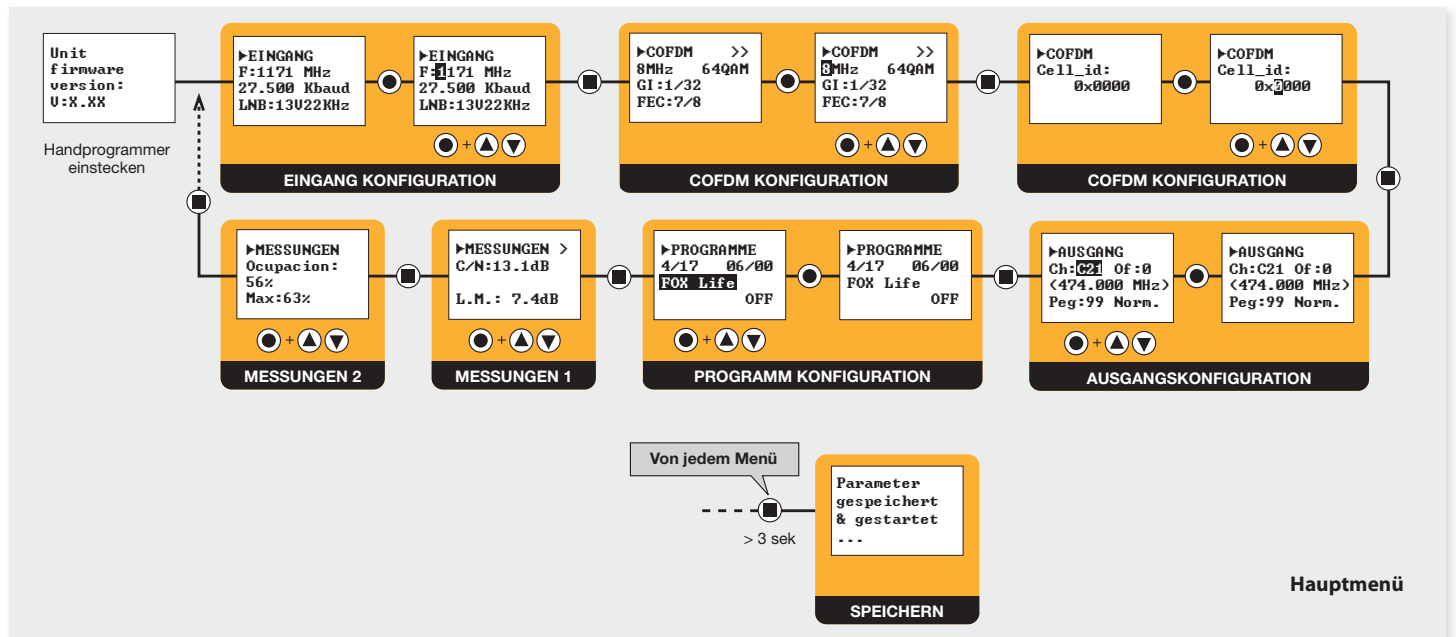 Unit
firmware
version:
V:X.XX
Handprogrammer
einstecken
▶EINGANG
F:1171 MHz
27.500 Kbaud
LNB:13V22KHz
▶EINGANG
F:1171 MHz
27.500 Kbaud
LNB:13V22KHz
+
EINGANG KONFIGURATION
▶COFDM >>
8MHz 64QAM
GI:1/32
FEC:7/8
▶COFDM >>
8MHz 64QAM
GI:1/32
FEC:7/8
+
COFDM KONFIGURATION
▶COFDM
Cell_id:
0x0000
▶COFDM
Cell_id:
0x0000
+
COFDM KONFIGURATION
▶MESSUNGEN
Ocupacion:
56%
Max:63%
+
MESSUNGEN 2
▶MESSUNGEN >
C/N:13.1dB
L.M.: 7.4dB
+
MESSUNGEN 1
▶PROGRAMME
4/17 06/00
FOX Life
OFF
▶PROGRAMME
4/17 06/00
FOX Life
OFF
+
PROGRAMM KONFIGURATION
▶AUSGANG
Ch:C21 Of:0
(474.000 MHz)
Peg:99 Norm.
▶AUSGANG
Ch:C21 Of:0
(474.000 MHz)
Peg:99 Norm.
+
AUSGANGSKONFIGURATION
Von jedem Menü
> 3 sek
Parameter
gespeichert
& gestartet
...
SPEICHERN
Hauptmenü